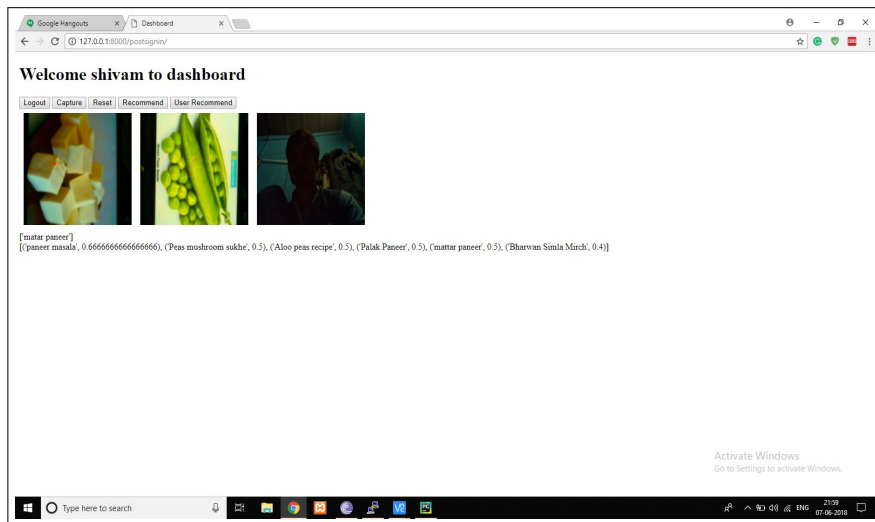 Google Hangouts
Dashboard
127.0.0.1:8000/postsignin/
Welcome shivam to dashboard
Logout Capture Reset Recommend User Recommend
['matar paneer']
[('paneer masala', 0.6666666666666666), ('Peas mushroom sukhe', 0.5), ('Aloo peas recipe', 0.5), ('Palak Paneer', 0.5), ('mattar paneer', 0.5), ('Bharwan Simla Mirch', 0.4)]
Activate Windows
Go to Settings to activate Windows.
Type here to search
ENG
21:59
07-06-2018